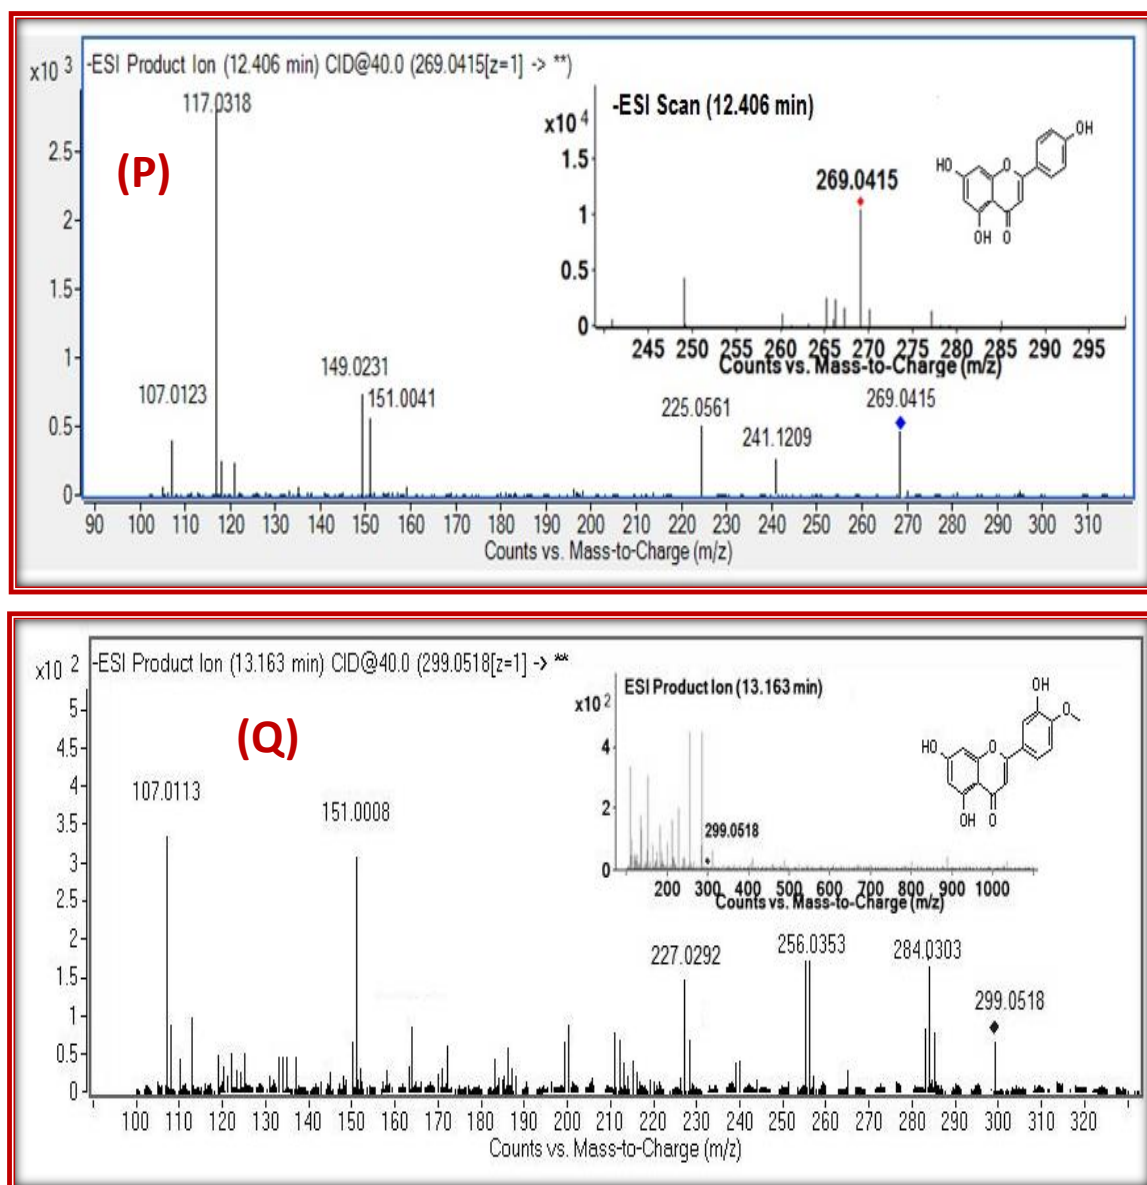 -ESI Product Ion (12.406 min) CID@40.0 (269.0415[z=1] -> **)
x10 3
117.0318
2.5
(P)
2
1.5
1
0.5
0
107.0123
149.0231
151.0041
225.0561
241.1209
269.0415
90 100 110 120 130 140 150 160 170 180 190 200 210 220 230 240 250 260 270 280 290 300 310
Counts vs. Mass-to-Charge (m/z)
-ESI Scan (12.406 min)
x10 4
1.5
1
0.5
0
269.0415
HO
O
OH
OH
O
245 250 255 260 265 270 275 280 285 290 295
Counts vs. Mass-to-Charge (m/z)
-ESI Product Ion (13.163 min) CID@40.0 (299.0518[z=1] -> **
x10 2
(Q)
5
4.5
4
3.5
3
2.5
2
1.5
1
0.5
0
107.0113
151.0008
227.0292
256.0353
284.0303
299.0518
100 110 120 130 140 150 160 170 180 190 200 210 220 230 240 250 260 270 280 290 300 310 320
Counts vs. Mass-to-Charge (m/z)
ESI Product Ion (13.163 min)
x10 2
4
2
0
299.0518
OH
O
HO
O
OH
O
200 300 400 500 600 700 800 900 1000
Counts vs. Mass-to-Charge (m/z)